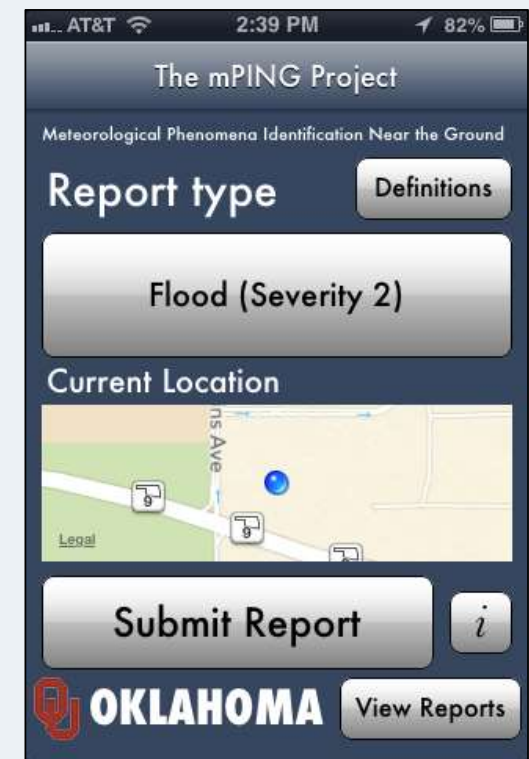 AT&T 2:39 PM 82%
The mPING Project
Meteorological Phenomena Identification Near the Ground
Report type Definitions
Flood (Severity 2)
Current Location
ns Ave
9
9
Legal
Submit Report i
OU OKLAHOMA View Reports